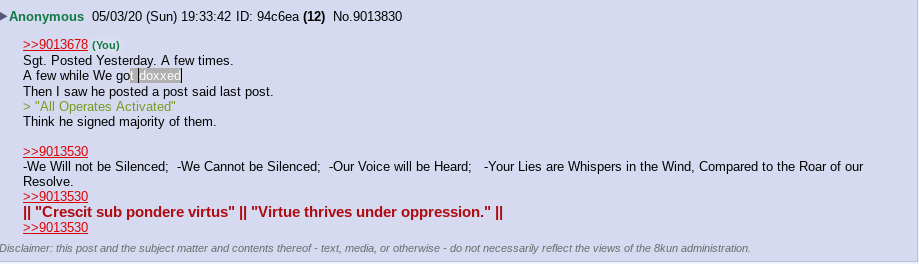 Anonymous 05/03/20 (Sun) 19:33:42 ID: 94c6ea (12) No.9013830
>>9013678 (You)
Sgt. Posted Yesterday. A few times.
A few while We got doxxed
Then I saw he posted a post said last post.
> "All Operates Activated"
Think he signed majority of them.
>>9013530
-We Will not be Silenced; -We Cannot be Silenced; -Our Voice will be Heard; -Your Lies are Whispers in the Wind, Compared to the Roar of our
Resolve.
>>9013530
|| "Crescit sub pondere virtus" || "Virtue thrives under oppression." ||
>>9013530
Disclaimer: this post and the subject matter and contents thereof - text, media, or otherwise - do not necessarily reflect the views of the 8kun administration.